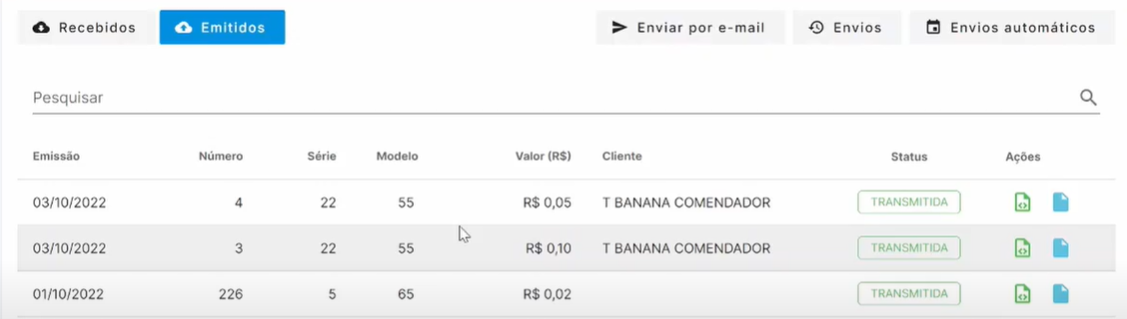 Recebidos Emitidos Enviar por e-mail Envios Envios automáticos
Pesquisar
Emissão Número Série Modelo Valor (R$) Cliente Status Ações
03/10/2022 4 22 55 R$ 0,05 T BANANA COMENDADOR TRANSMITIDA
03/10/2022 3 22 55 R$ 0,10 T BANANA COMENDADOR TRANSMITIDA
01/10/2022 226 5 65 R$ 0,02 TRANSMITIDA